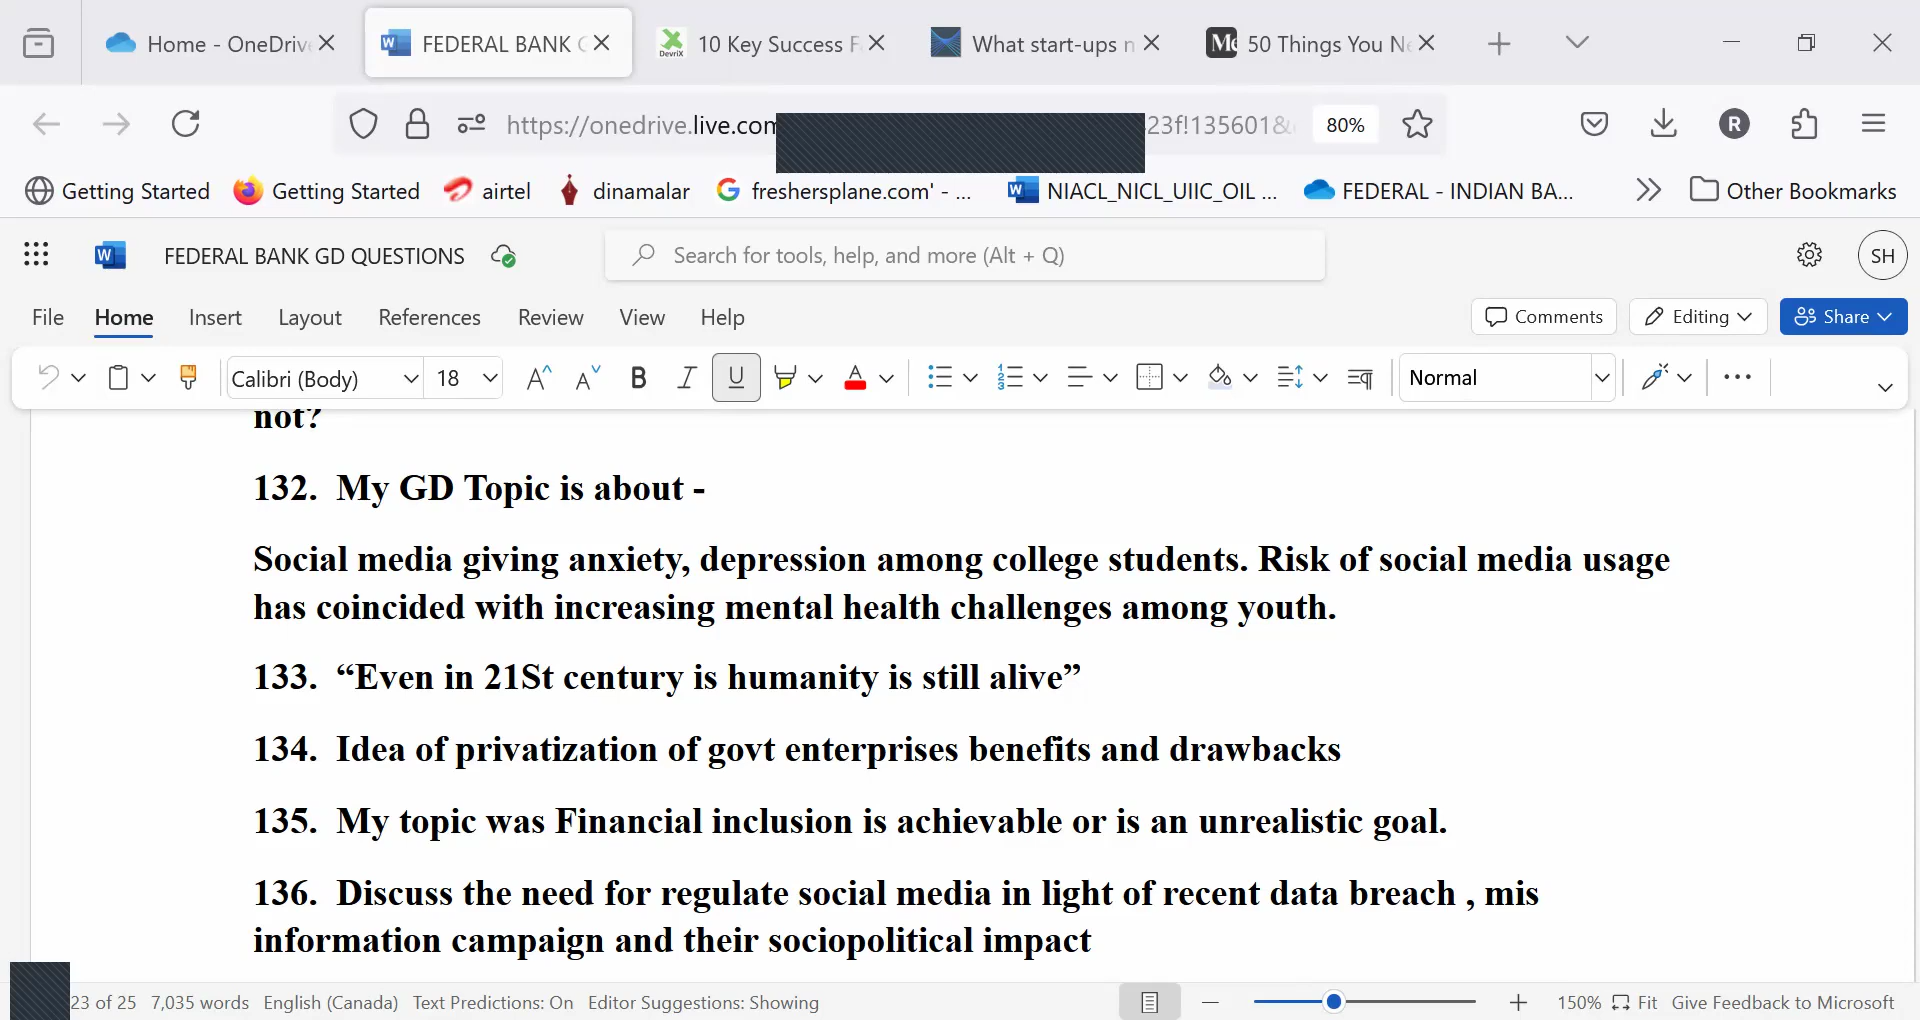 Home - OneDrive
FEDERAL BANK G
DevriX
10 Key Success Fa
What start-ups n
50 Things You Ne
https://onedrive.live.com
23f!135601&
80%
R
Getting Started
Getting Started
airtel
dinamalar
freshersplane.com' - ...
NIACL_NICL_UIIC_OIL ...
FEDERAL - INDIAN BA...
Other Bookmarks
FEDERAL BANK GD QUESTIONS
Search for tools, help, and more (Alt + Q)
SH
File Home Insert Layout References Review View Help
Comments
Editing
Share
Calibri (Body)
18
Normal
not?
132. My GD Topic is about -
Social media giving anxiety, depression among college students. Risk of social media usage
has coincided with increasing mental health challenges among youth.
133. “Even in 21St century is humanity is still alive”
134. Idea of privatization of govt enterprises benefits and drawbacks
135. My topic was Financial inclusion is achievable or is an unrealistic goal.
136. Discuss the need for regulate social media in light of recent data breach , mis
information campaign and their sociopolitical impact
23 of 25 7,035 words English (Canada) Text Predictions: On Editor Suggestions: Showing
150% Fit Give Feedback to Microsoft